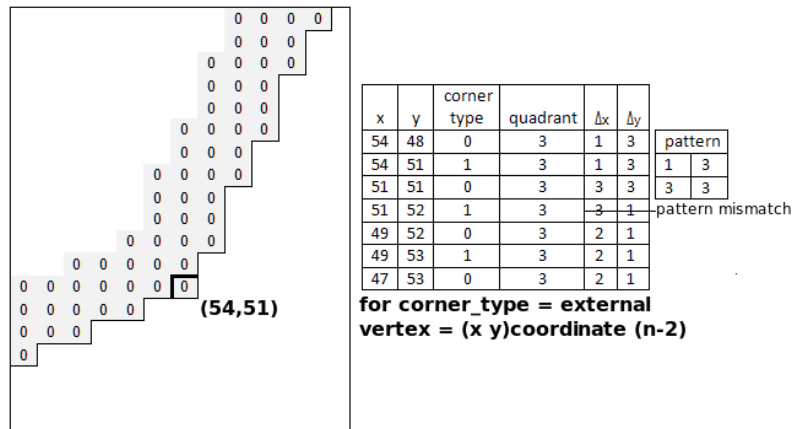 0 0 0 0
0 0 0
0 0 0 0
0 0 0
0 0 0
0 0 0 0
0 0 0
0 0 0 0
0 0 0
0 0 0
0 0 0 0
0 0 0 0 0
0 0 0 0 0 0 0
0 0 0 0 0
0 0 0
0
(54,51)
x y corner type quadrant Δx Δy
54 48 0 3 1 3
54 51 1 3 1 3
51 51 0 3 3 3
51 52 1 3 3 1
49 52 0 3 2 1
49 53 1 3 2 1
47 53 0 3 2 1
pattern
1 3
3 3
pattern mismatch
for corner_type = external
vertex = (x y)coordinate (n-2)